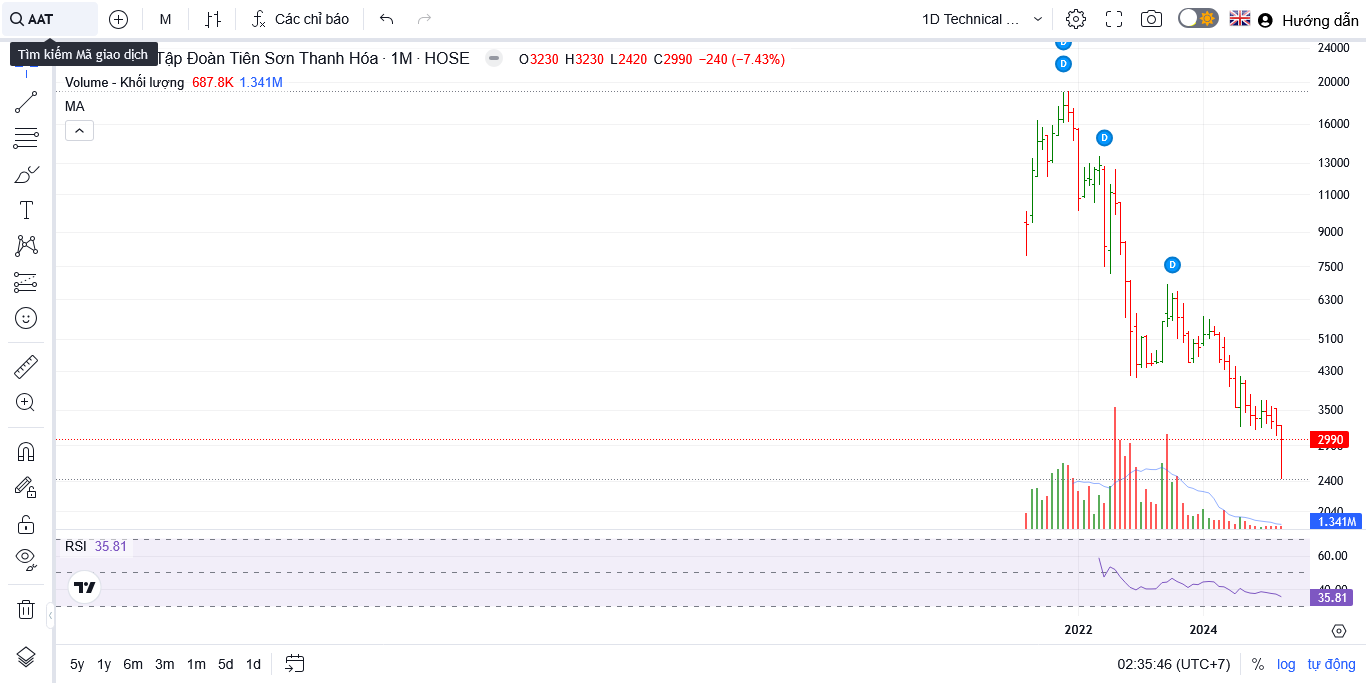 AAT
M
Các chỉ báo
1D Technical ...
Hướng dẫn
Tìm kiếm Mã giao dịch
Tập Đoàn Tiên Sơn Thanh Hóa · 1M · HOSE
O3230 H3230 L2420 C2990 −240 (−7.43%)
Volume - Khối lượng 687.8K 1.341M
MA
D
D
D
D
24000
20000
16000
13000
11000
9000
7500
6300
5100
4300
3500
2990
2400
2040
1.341M
RSI 35.81
60.00
40.00
35.81
2022
2024
5y 1y 6m 3m 1m 5d 1d
02:35:46 (UTC+7)
%
log
tự động